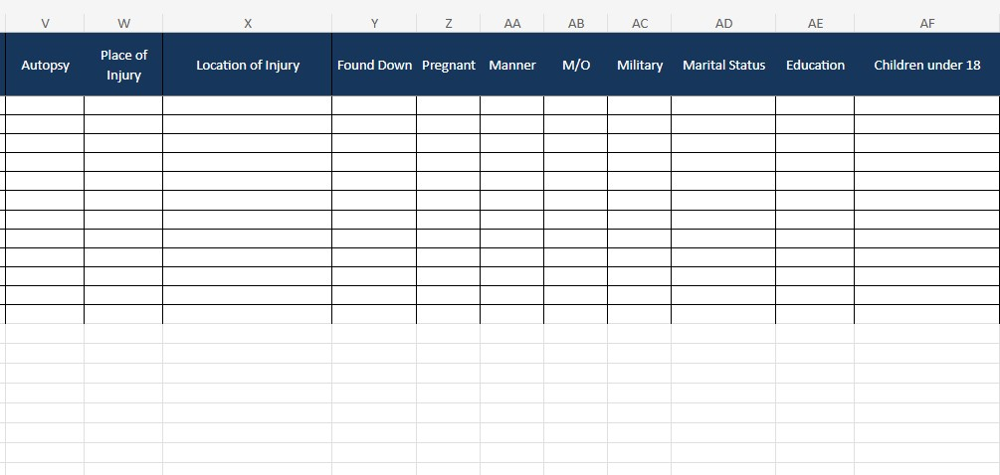 V W X Y Z AA AB AC AD AE AF
Autopsy Place of Injury Location of Injury Found Down Pregnant Manner M/O Military Marital Status Education Children under 18